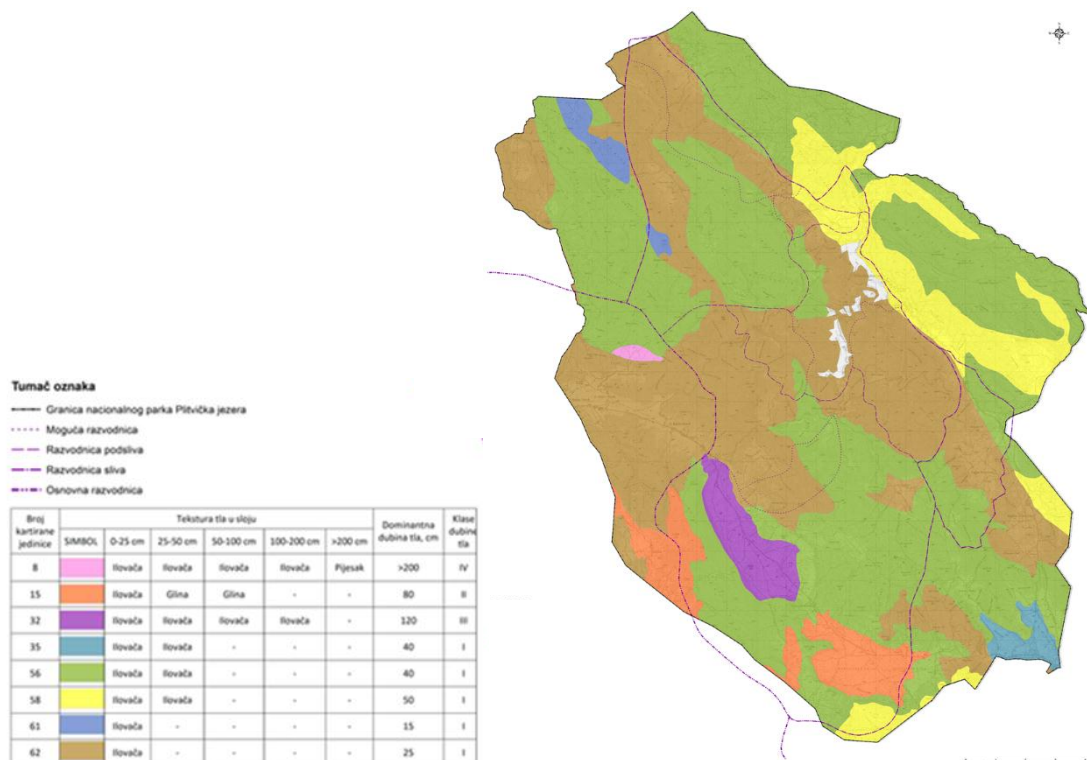 Tumač oznaka
Granica nacionalnog parka Plitvička jezera
Moguća razvodnica
Razvodnica podsliva
Razvodnica sliva
Osnovna razvodnica
Broj kartirane jedinice Tekstura tla u sloju Dominantna dubina tla, cm Klase dubine tla
SIMBOL 0-25 cm 25-50 cm 50-100 cm 100-200 cm >200 cm
8 Ilovača Ilovača Ilovača Ilovača Pijesak >200 IV
15 Ilovača Glina Glina - - 80 II
32 Ilovača Ilovača Ilovača Ilovača - 120 III
35 Ilovača Ilovača - - - 40 I
56 Ilovača Ilovača - - - 40 I
58 Ilovača Ilovača - - - 50 I
61 Ilovača - - - - 15 I
62 Ilovača - - - - 25 I